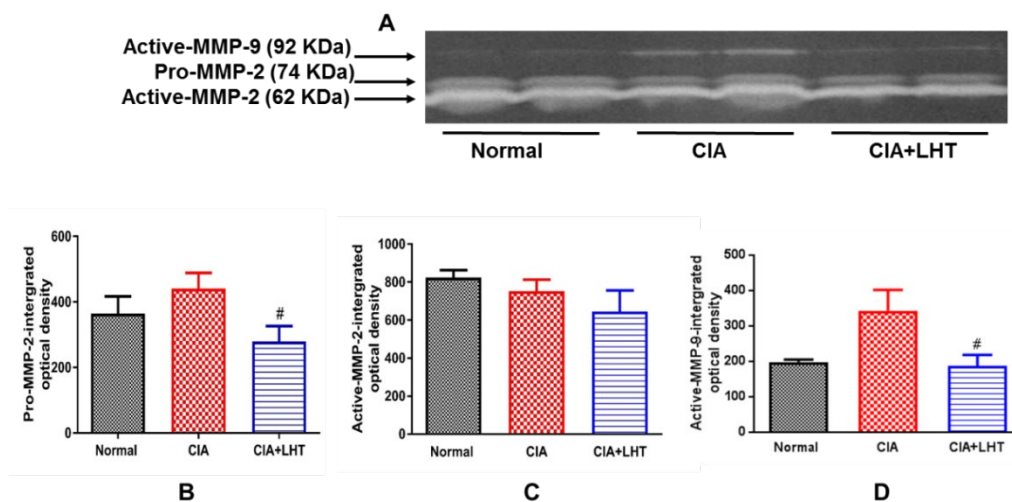 A
Active-MMP-9 (92 KDa)
Pro-MMP-2 (74 KDa)
Active-MMP-2 (62 KDa)
Normal CIA CIA+LHT
Pro-MMP-2-intergrated
optical density
600
400
200
0
#
Normal CIA CIA+LHT
B
Active-MMP-2-intergrated
optical density
1000
800
600
400
200
0
Normal CIA CIA+LHT
C
Active-MMP-9-intergrated
optical density
500
400
300
200
100
0
#
Normal CIA CIA+LHT
D